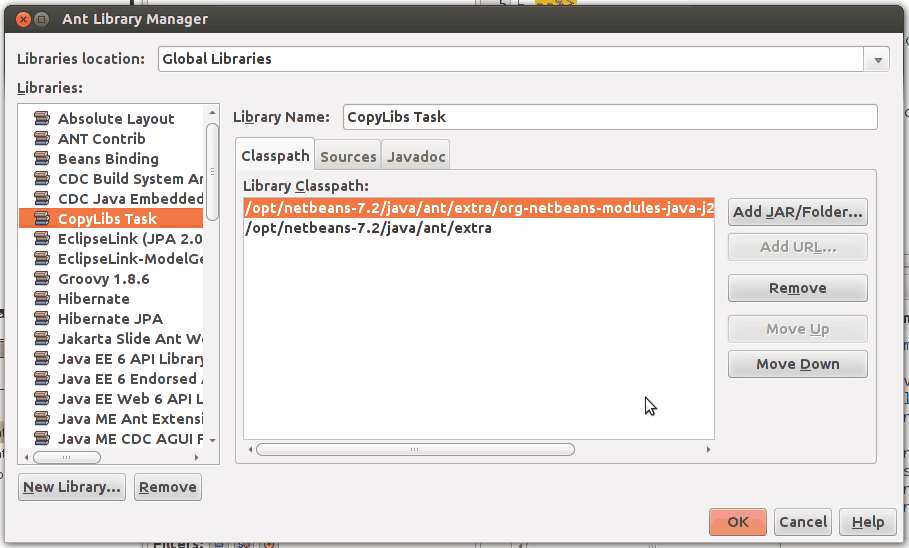 Ant Library Manager
Libraries location: Global Libraries
Libraries:
Absolute Layout
ANT Contrib
Beans Binding
CDC Build System Ar
CDC Java Embedded
CopyLibs Task
EclipseLink (JPA 2.0
EclipseLink-ModelGe
Groovy 1.8.6
Hibernate
Hibernate JPA
Jakarta Slide Ant W
Java EE 6 API Library
Java EE 6 Endorsed
Java EE Web 6 API L
Java ME Ant Extensi
Java ME CDC AGUI F
New Library...
Remove
Library Name: CopyLibs Task
Classpath
Sources
Javadoc
Library Classpath:
/opt/netbeans-7.2/java/ant/extra/org-netbeans-modules-java-j2
/opt/netbeans-7.2/java/ant/extra
Add JAR/Folder...
Add URL...
Remove
Move Up
Move Down
OK
Cancel
Help
Filters: